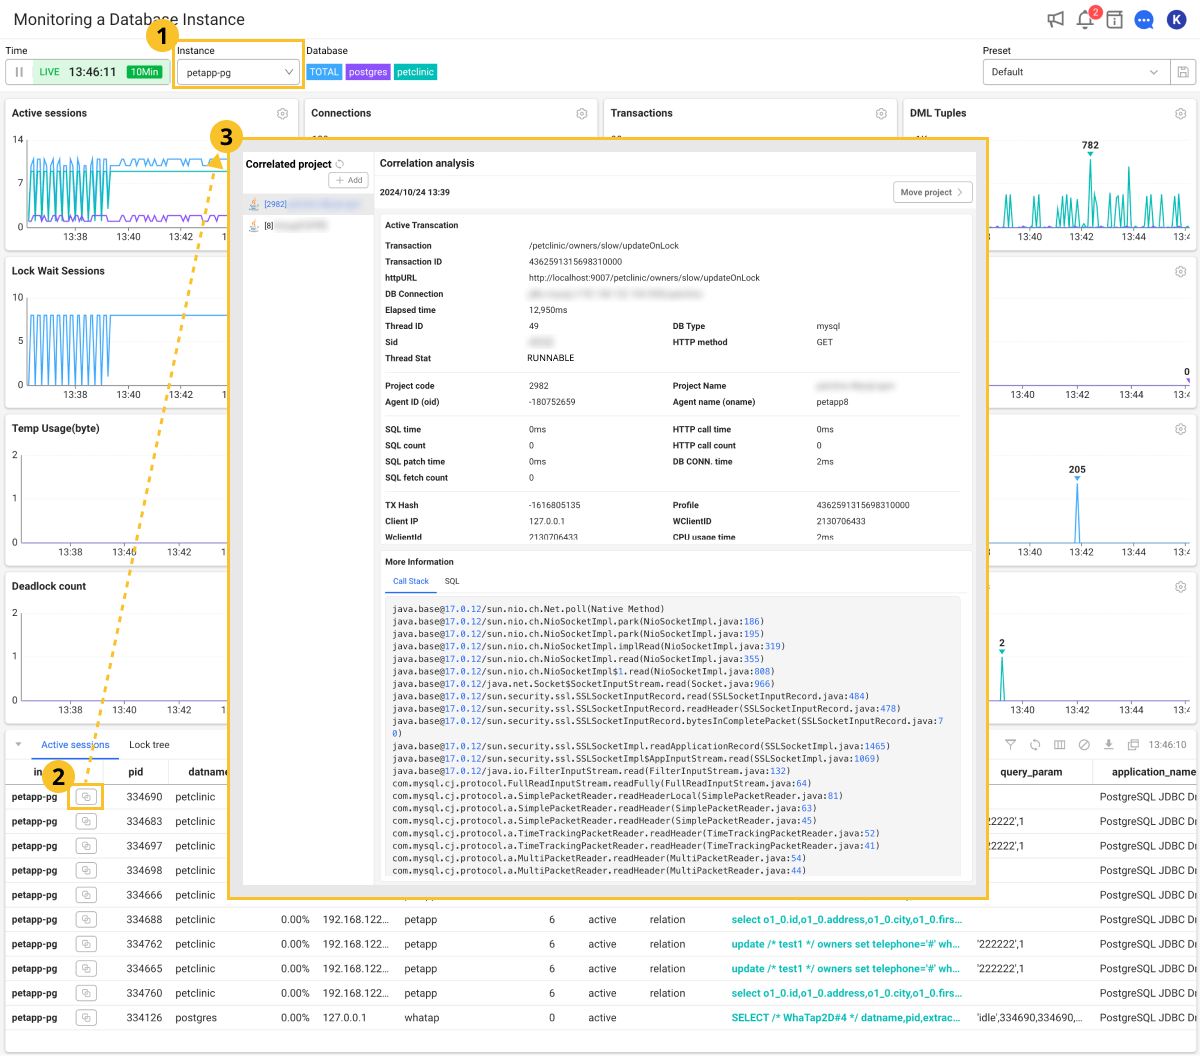 Monitoring a Database Instance
2
K
1
Time
Instance
Database
Preset
LIVE 13:46:11 10Min
petapp-pg
TOTAL postgres petclinic
Default
Active sessions
Connections
Transactions
DML Tuples
14
7
0
13:38 13:40 13:42
782
13:40 13:42 13:44 13:4
Lock Wait Sessions
10
5
0
13:38 13:40 13:42
0
13:40 13:42 13:44 13:4
Temp Usage(byte)
2
1
0
13:38 13:40 13:42
205
13:40 13:42 13:44 13:4
Deadlock count
2
1
0
13:38 13:40 13:42
2
13:40 13:42 13:44 13:4
3
Correlated project
Add
[2982]
[8]
Correlation analysis
2024/10/24 13:39
Move project
Active Transcation
Transaction /petclinic/owners/slow/updateOnLock
Transaction ID 4362591315698310000
httpURL http://localhost:9007/petclinic/owners/slow/updateOnLock
DB Connection
Elapsed time 12,950ms
Thread ID 49 DB Type mysql
Sid HTTP method GET
Thread Stat RUNNABLE
Project code 2982 Project Name
Agent ID (oid) -180752659 Agent name (oname) petapp8
SQL time 0ms HTTP call time 0ms
SQL count 0 HTTP call count 0
SQL patch time 0ms DB CONN. time 2ms
SQL fetch count 0
TX Hash -1616805135 Profile 4362591315698310000
Client IP 127.0.0.1 WClientID 2130706433
WclientId 2130706433 CPU usage time 2ms
More Information
Call Stack SQL
java.base@17.0.12/sun.nio.ch.Net.poll(Native Method)
java.base@17.0.12/sun.nio.ch.NioSocketImpl.park(NioSocketImpl.java:186)
java.base@17.0.12/sun.nio.ch.NioSocketImpl.park(NioSocketImpl.java:195)
java.base@17.0.12/sun.nio.ch.NioSocketImpl.implRead(NioSocketImpl.java:319)
java.base@17.0.12/sun.nio.ch.NioSocketImpl.read(NioSocketImpl.java:355)
java.base@17.0.12/sun.nio.ch.NioSocketImpl$1.read(NioSocketImpl.java:808)
java.base@17.0.12/java.net.Socket$SocketInputStream.read(Socket.java:966)
java.base@17.0.12/sun.security.ssl.SSLSocketInputRecord.read(SSLSocketInputRecord.java:484)
java.base@17.0.12/sun.security.ssl.SSLSocketInputRecord.readHeader(SSLSocketInputRecord.java:478)
java.base@17.0.12/sun.security.ssl.SSLSocketInputRecord.bytesInCompletePacket(SSLSocketInputRecord.java:7
0)
java.base@17.0.12/sun.security.ssl.SSLSocketImpl.readApplicationRecord(SSLSocketImpl.java:1465)
java.base@17.0.12/sun.security.ssl.SSLSocketImpl$AppInputStream.read(SSLSocketImpl.java:1069)
java.base@17.0.12/java.io.FilterInputStream.read(FilterInputStream.java:132)
com.mysql.cj.protocol.FullReadInputStream.readFully(FullReadInputStream.java:64)
com.mysql.cj.protocol.a.SimplePacketReader.readHeaderLocal(SimplePacketReader.java:81)
com.mysql.cj.protocol.a.SimplePacketReader.readHeader(SimplePacketReader.java:63)
com.mysql.cj.protocol.a.SimplePacketReader.readHeader(SimplePacketReader.java:45)
com.mysql.cj.protocol.a.TimeTrackingPacketReader.readHeader(TimeTrackingPacketReader.java:52)
com.mysql.cj.protocol.a.TimeTrackingPacketReader.readHeader(TimeTrackingPacketReader.java:41)
com.mysql.cj.protocol.a.MultiPacketReader.readHeader(MultiPacketReader.java:54)
com.mysql.cj.protocol.a.MultiPacketReader.readHeader(MultiPacketReader.java:44)
Active sessions Lock tree
13:46:10
2
in pid datname query_param application_name
petapp-pg 334690 petclinic PostgreSQL JDBC Dr
petapp-pg 334683 petclinic 22222',1 PostgreSQL JDBC Dr
petapp-pg 334697 petclinic 22222',1 PostgreSQL JDBC Dr
petapp-pg 334698 petclinic PostgreSQL JDBC Dr
petapp-pg 334666 petclinic PostgreSQL JDBC Dr
petapp-pg 334688 petclinic 0.00% 192.168.122... petapp 6 active relation select o1_0.id,o1_0.address,o1_0.city,o1_0.firs... PostgreSQL JDBC Dr
petapp-pg 334762 petclinic 0.00% 192.168.122... petapp 6 active relation update /* test1 */ owners set telephone='#' wh... '222222',1 PostgreSQL JDBC Dr
petapp-pg 334665 petclinic 0.00% 192.168.122... petapp 6 active relation update /* test1 */ owners set telephone='#' wh... '222222',1 PostgreSQL JDBC Dr
petapp-pg 334760 petclinic 0.00% 192.168.122... petapp 6 active relation select o1_0.id,o1_0.address,o1_0.city,o1_0.firs... PostgreSQL JDBC Dr
petapp-pg 334126 postgres 0.00% 127.0.0.1 whatap 0 active SELECT /* WhaTap2D#4 */ datname,pid,extrac... 'idle',334690,334690,... PostgreSQL JDBC Dr